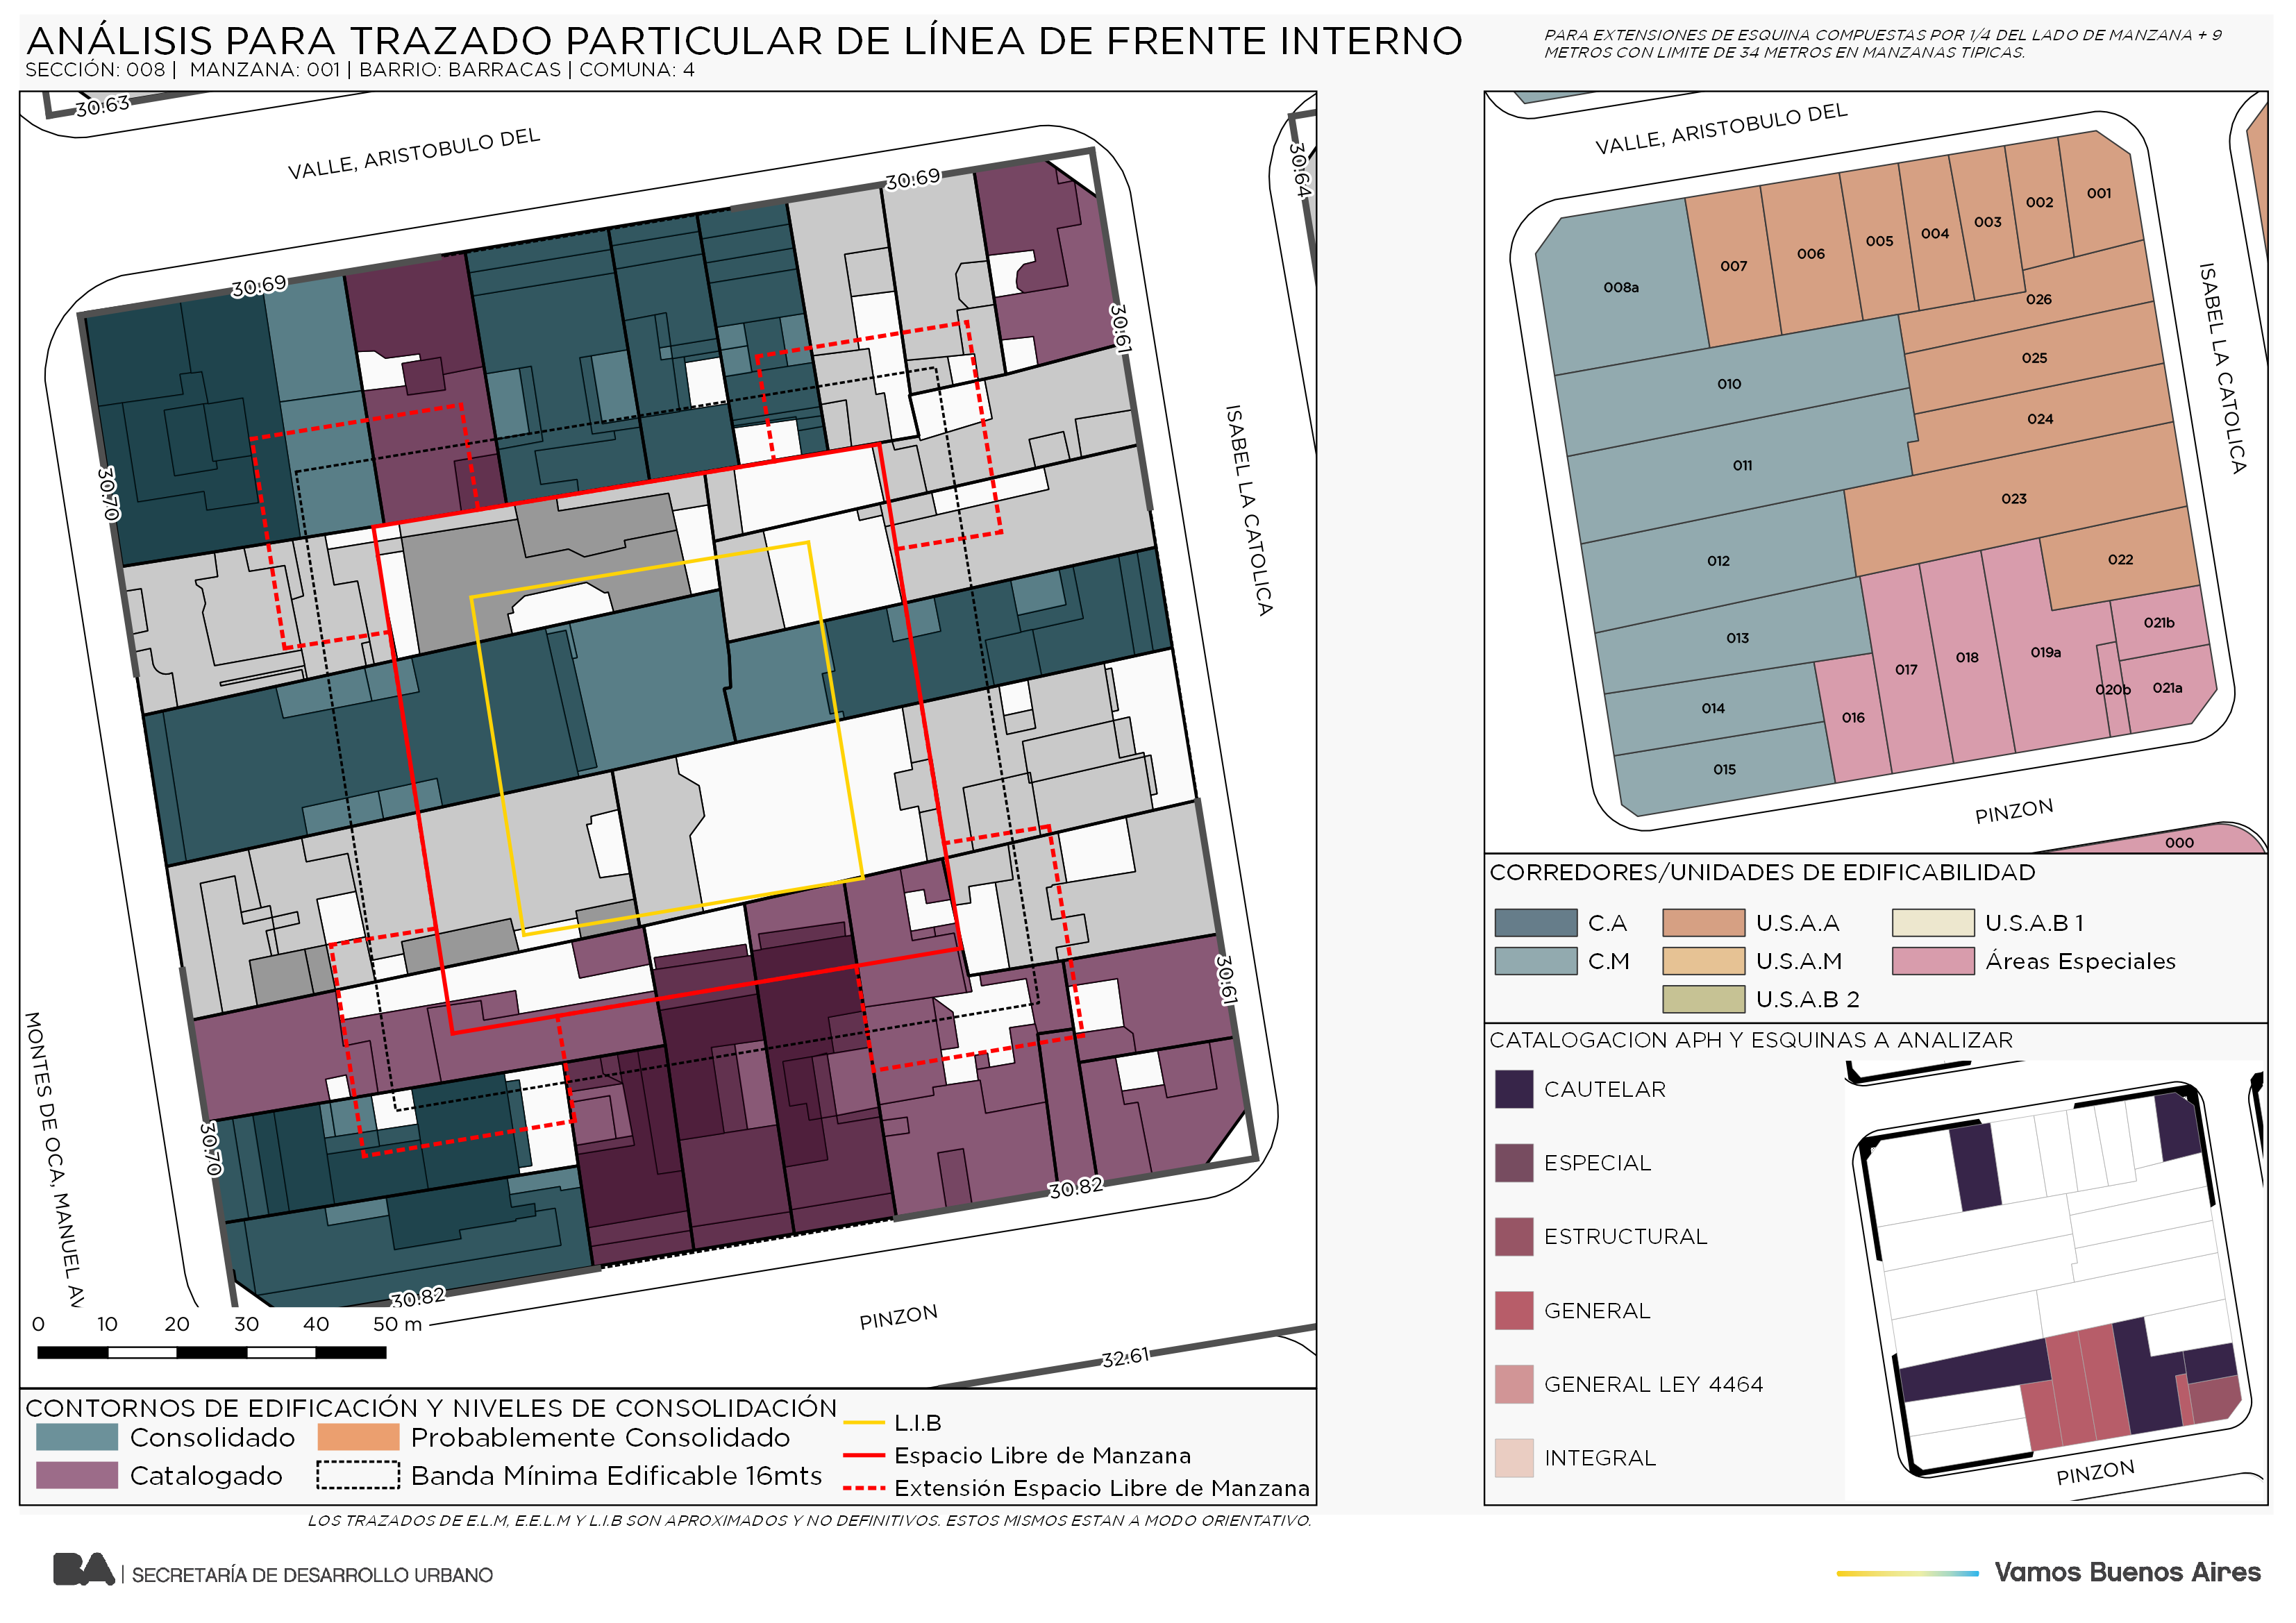 ANÁLISIS PARA TRAZADO PARTICULAR DE LÍNEA DE FRENTE INTERNO
SECCIÓN: 008 | MANZANA: 001 | BARRIO: BARRACAS | COMUNA: 4
PARA EXTENSIONES DE ESQUINA COMPUESTAS POR 1/4 DEL LADO DE MANZANA + 9
METROS CON LIMITE DE 34 METROS EN MANZANAS TIPICAS.
30.63
VALLE, ARISTOBULO DEL
30.69
30.64
30.69
30.61
30.70
ISABEL LA CATOLICA
30.61
MONTES DE OCA, MANUEL AV
30.70
30.82
30.82
PINZON
32.61
0 10 20 30 40 50 m
CONTORNOS DE EDIFICACIÓN Y NIVELES DE CONSOLIDACIÓN
Consolidado
Probablemente Consolidado
Catalogado
Banda Mínima Edificable 16mts
L.I.B
Espacio Libre de Manzana
Extensión Espacio Libre de Manzana
VALLE, ARISTOBULO DEL
ISABEL LA CATOLICA
001
002
003
004
005
006
007
008a
026
025
010
024
011
023
012
022
021b
013
019a
018
017
020b
021a
014
016
015
PINZON
000
CORREDORES/UNIDADES DE EDIFICABILIDAD
C.A
U.S.A.A
U.S.A.B 1
C.M
U.S.A.M
Áreas Especiales
U.S.A.B 2
CATALOGACION APH Y ESQUINAS A ANALIZAR
CAUTELAR
ESPECIAL
ESTRUCTURAL
GENERAL
GENERAL LEY 4464
INTEGRAL
PINZON
LOS TRAZADOS DE E.L.M, E.E.L.M Y L.I.B SON APROXIMADOS Y NO DEFINITIVOS. ESTOS MISMOS ESTAN A MODO ORIENTATIVO.
BA | SECRETARÍA DE DESARROLLO URBANO
Vamos Buenos Aires